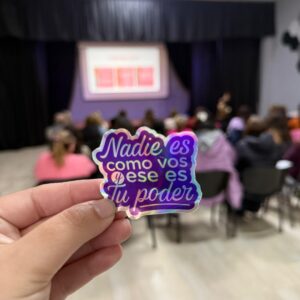 Nadie es
como vos
ese es
Tu poder